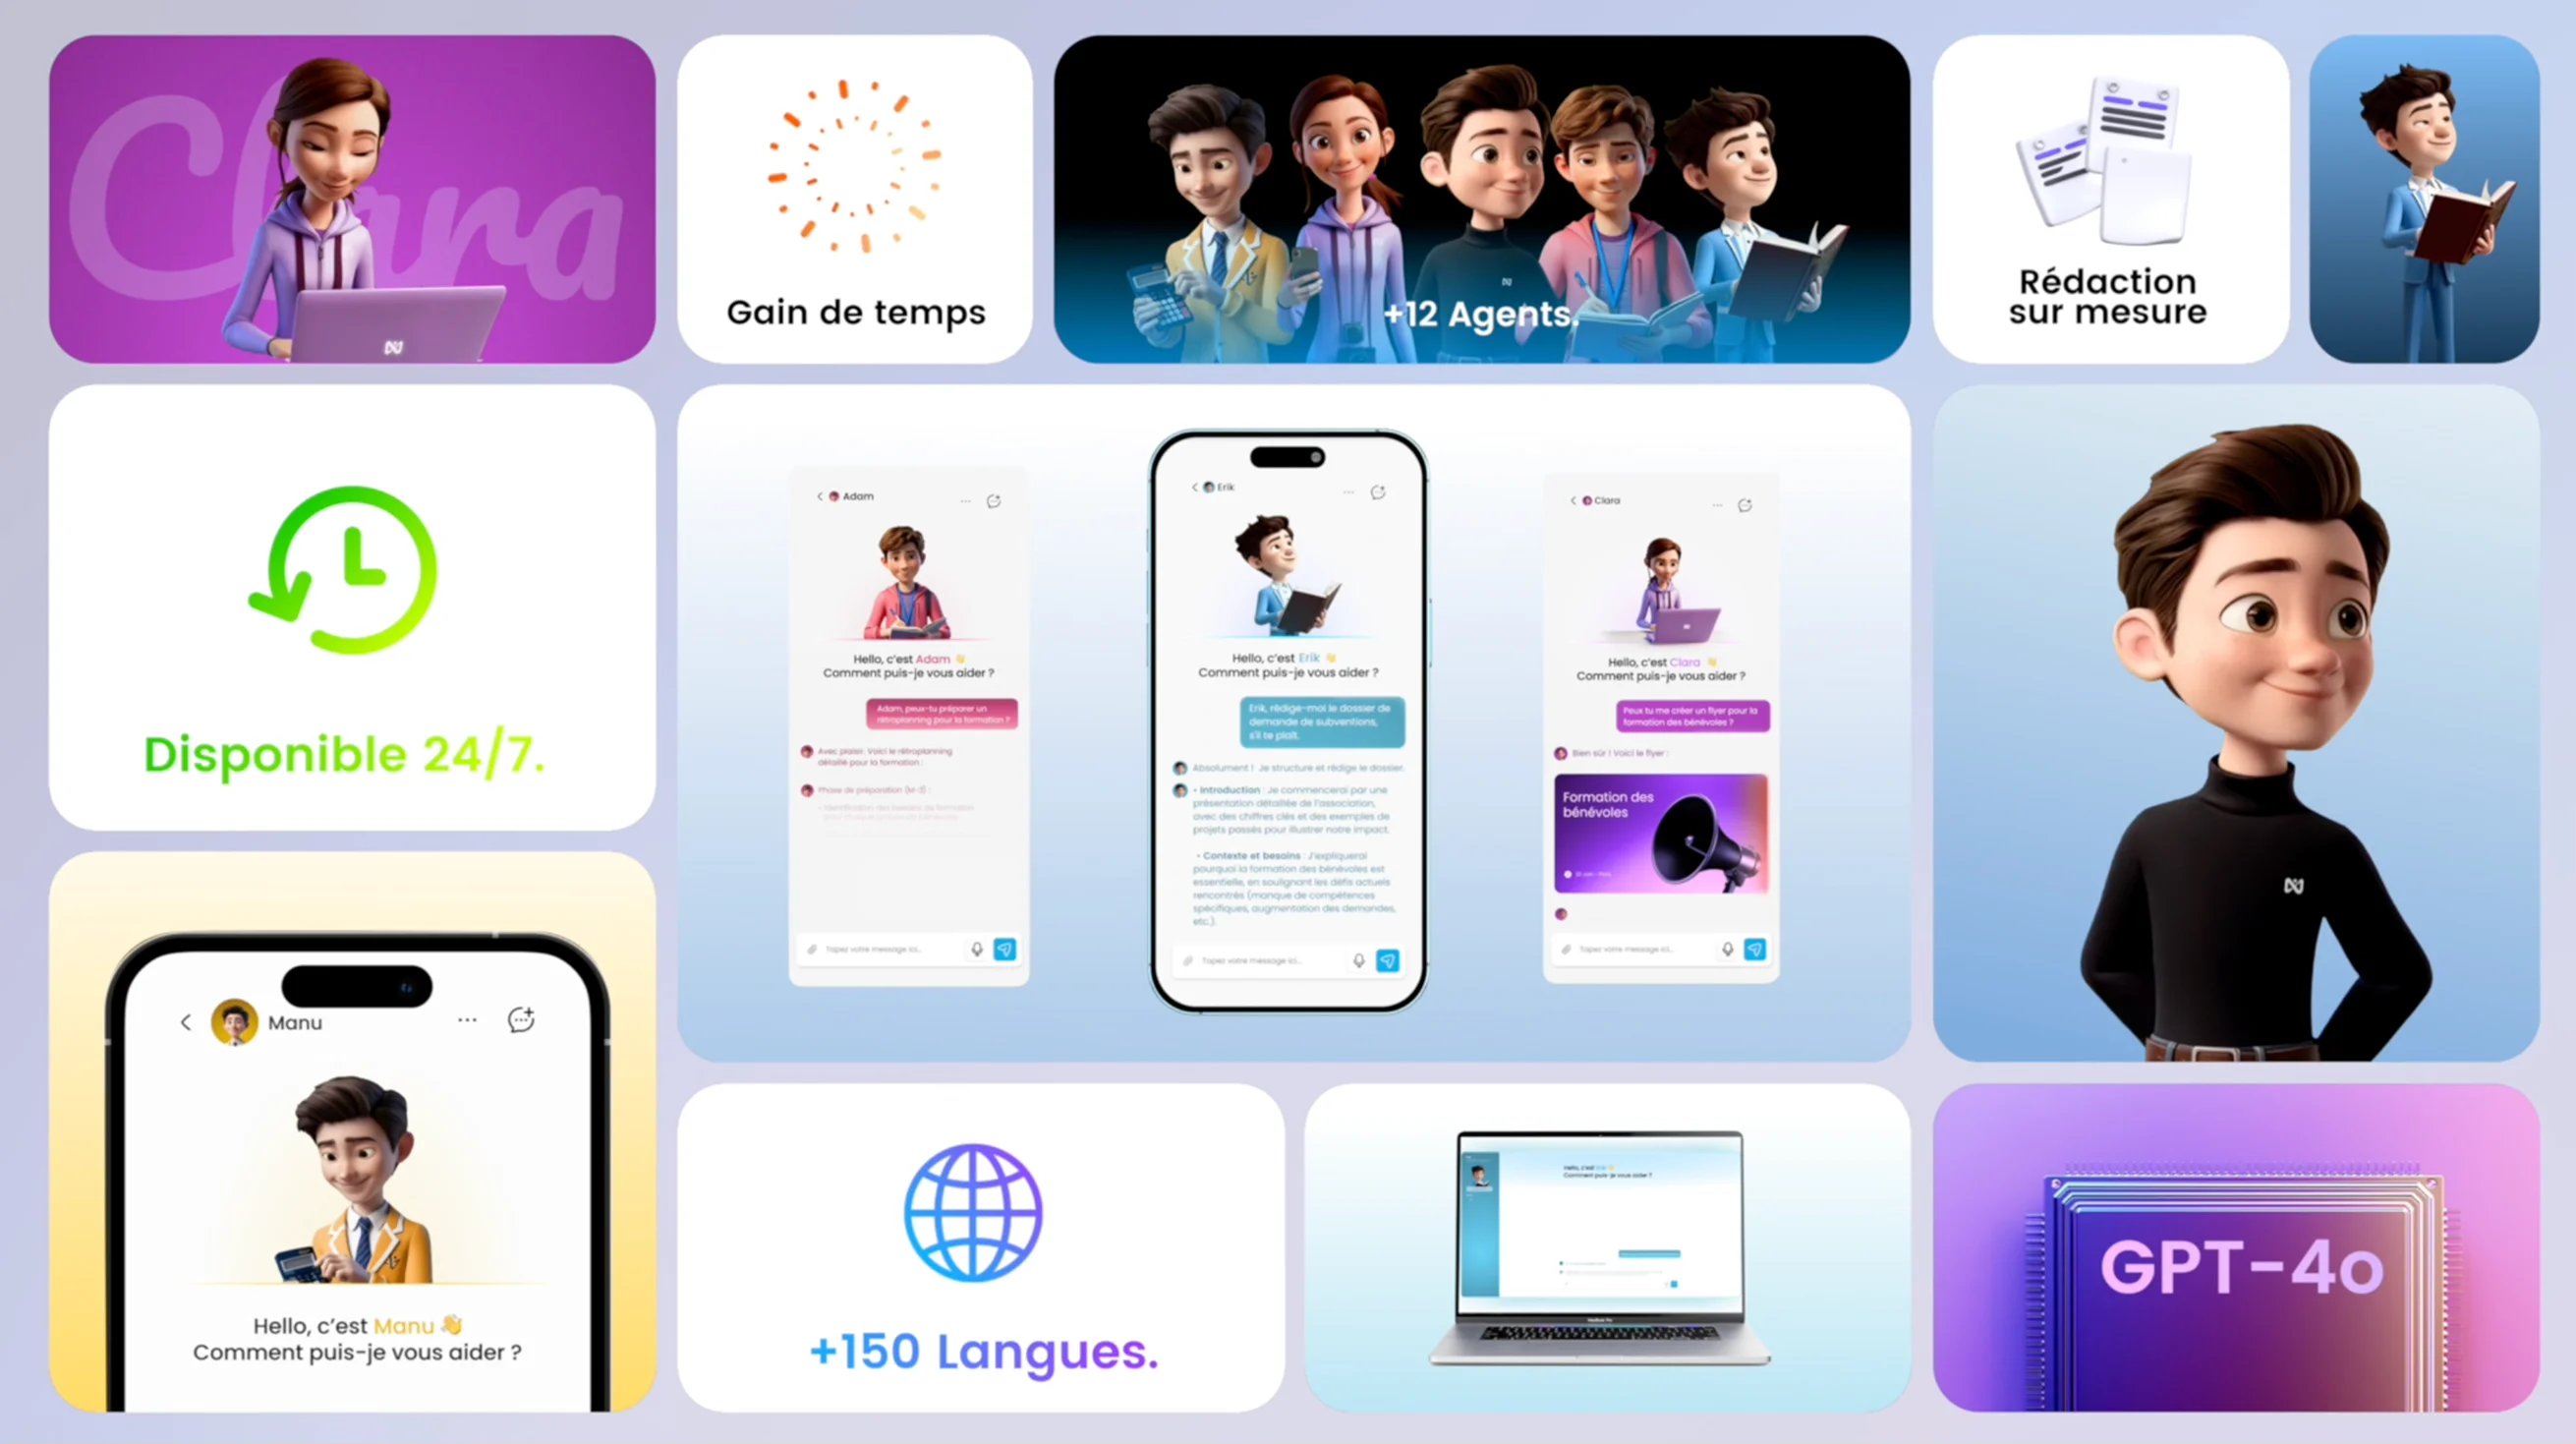 Clara
Gain de temps
+12 Agents.
Rédaction
sur mesure
Disponible 24/7.
Adam
Hello, c'est Adam 👋
Comment puis-je vous aider ?
Adam, peux-tu préparer un
rétroplanning pour la formation ?
Avec plaisir. Voici le rétroplanning
détaillé pour la formation :
Phase de préparation (M-3) :
Tapez votre message ici...
Erik
Hello, c'est Erik 👋
Comment puis-je vous aider ?
Erik, rédige-moi le dossier de
demande de subventions,
s'il te plaît.
Absolument ! Je structure et rédige le dossier.
• Introduction : Je commencerai par une
présentation détaillée de l'association,
avec des chiffres clés et des exemples de
projets passés pour illustrer notre impact.
• Contexte et besoins : J'expliquerai
pourquoi la formation des bénévoles est
essentielle, en soulignant les défis actuels
rencontrés (manque de compétences
spécifiques, augmentation des demandes,
etc.).
Tapez votre message ici...
Clara
Hello, c'est Clara 👋
Comment puis-je vous aider ?
Peux tu me créer un flyer pour la
formation des bénévoles ?
Bien sûr ! Voici le flyer :
Formation des
bénévoles
Tapez votre message ici...
Manu
Hello, c'est Manu 👋
Comment puis-je vous aider ?
+150 Langues.
Hello, c'est Erik 👋
Comment puis-je vous aider ?
MacBook Pro
GPT-4o